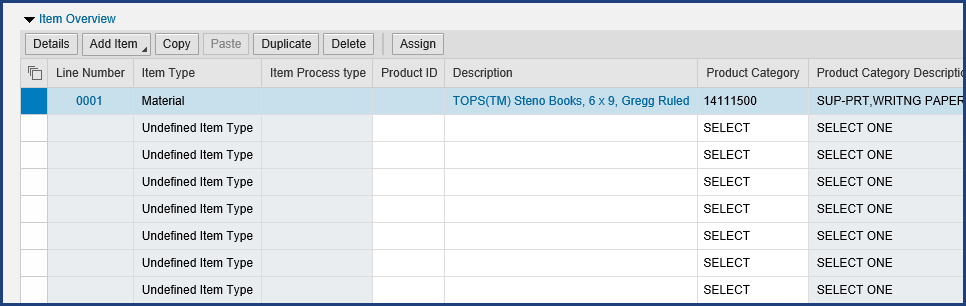 Item Overview
Details Add Item Copy Paste Duplicate Delete Assign
Line Number Item Type Item Process type Product ID Description Product Category Product Category Descriptio
0001 Material TOPS(TM) Steno Books, 6 x 9, Gregg Ruled 14111500 SUP-PRT,WRITNG PAPER
Undefined Item Type SELECT SELECT ONE
Undefined Item Type SELECT SELECT ONE
Undefined Item Type SELECT SELECT ONE
Undefined Item Type SELECT SELECT ONE
Undefined Item Type SELECT SELECT ONE
Undefined Item Type SELECT SELECT ONE
Undefined Item Type SELECT SELECT ONE